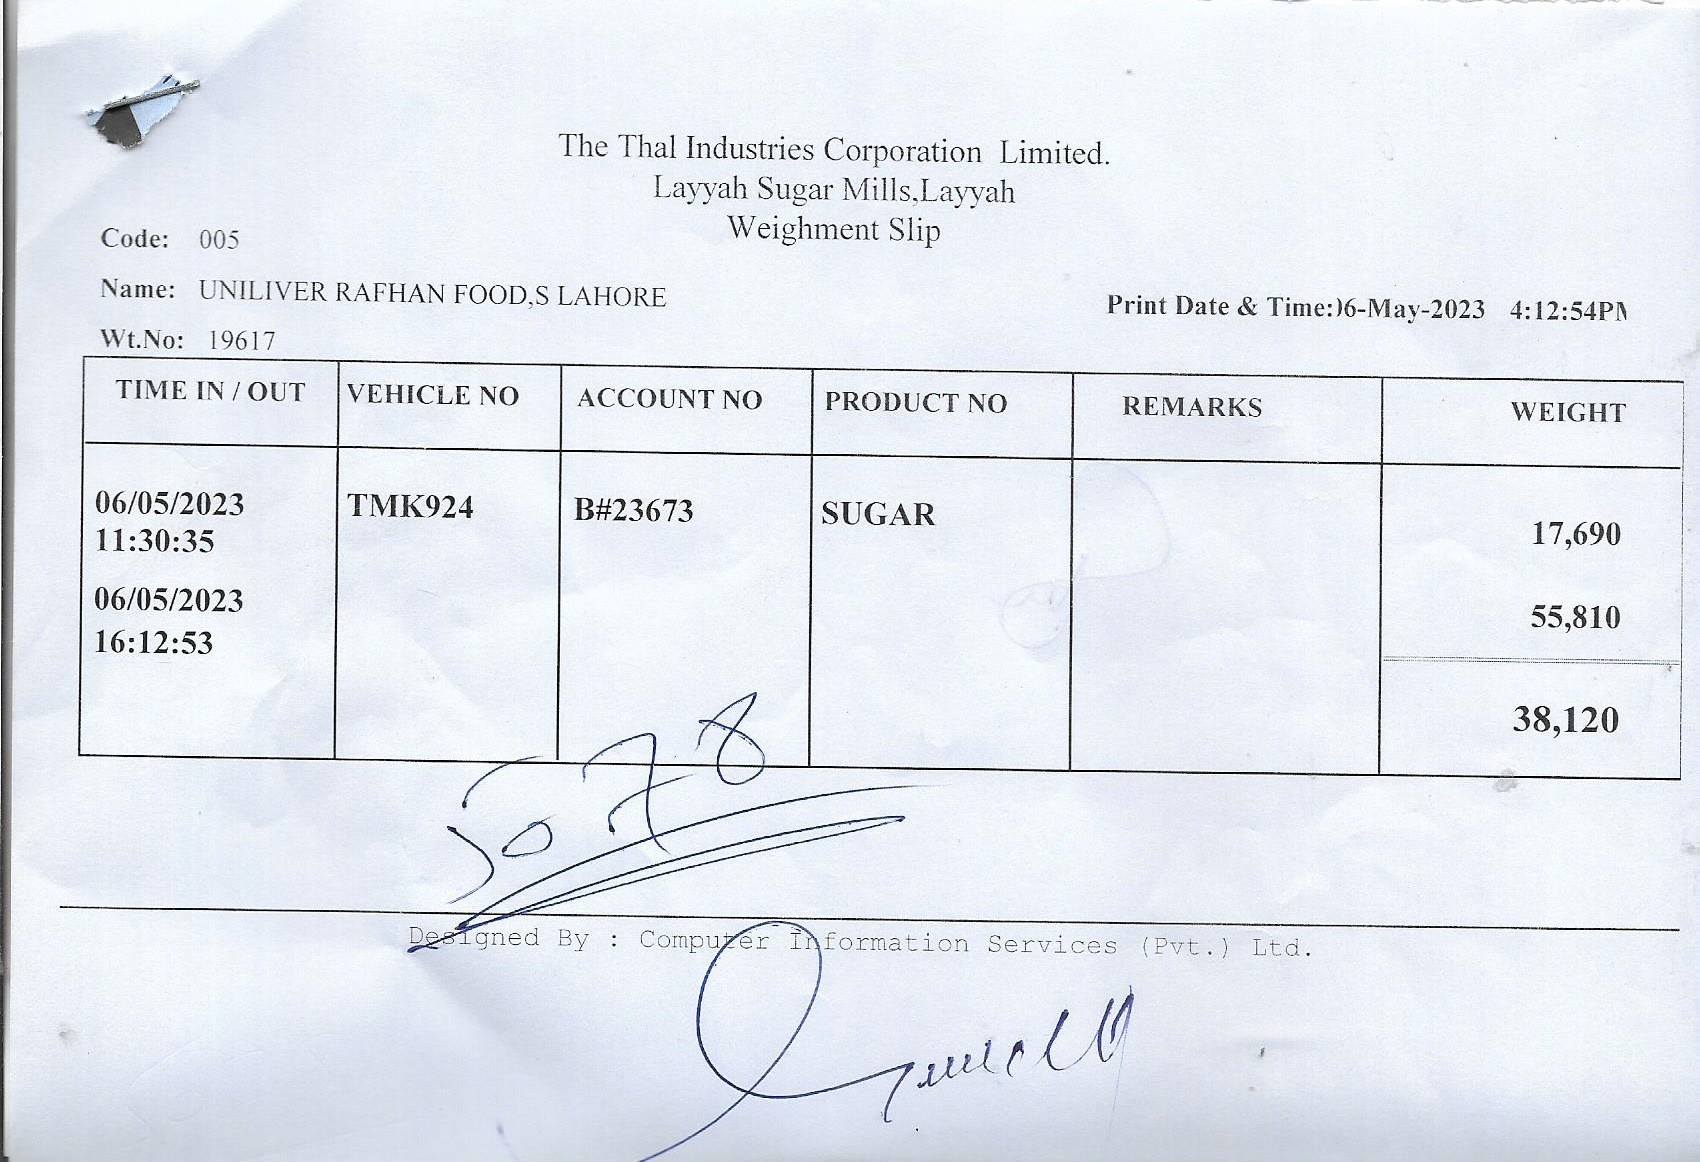 The Thal Industries Corporation Limited.
Layyah Sugar Mills,Layyah
Weighment Slip
Code: 005
Name: UNILIVER RAFHAN FOOD,S LAHORE
Print Date & Time:)6-May-2023 4:12:54PM
Wt.No: 19617
TIME IN / OUT VEHICLE NO ACCOUNT NO PRODUCT NO REMARKS WEIGHT
06/05/2023 TMK924 B#23673 SUGAR
11:30:35 17,690
06/05/2023 55,810
16:12:53
38,120
5078
Designed By : Computer Information Services (Pvt.) Ltd.